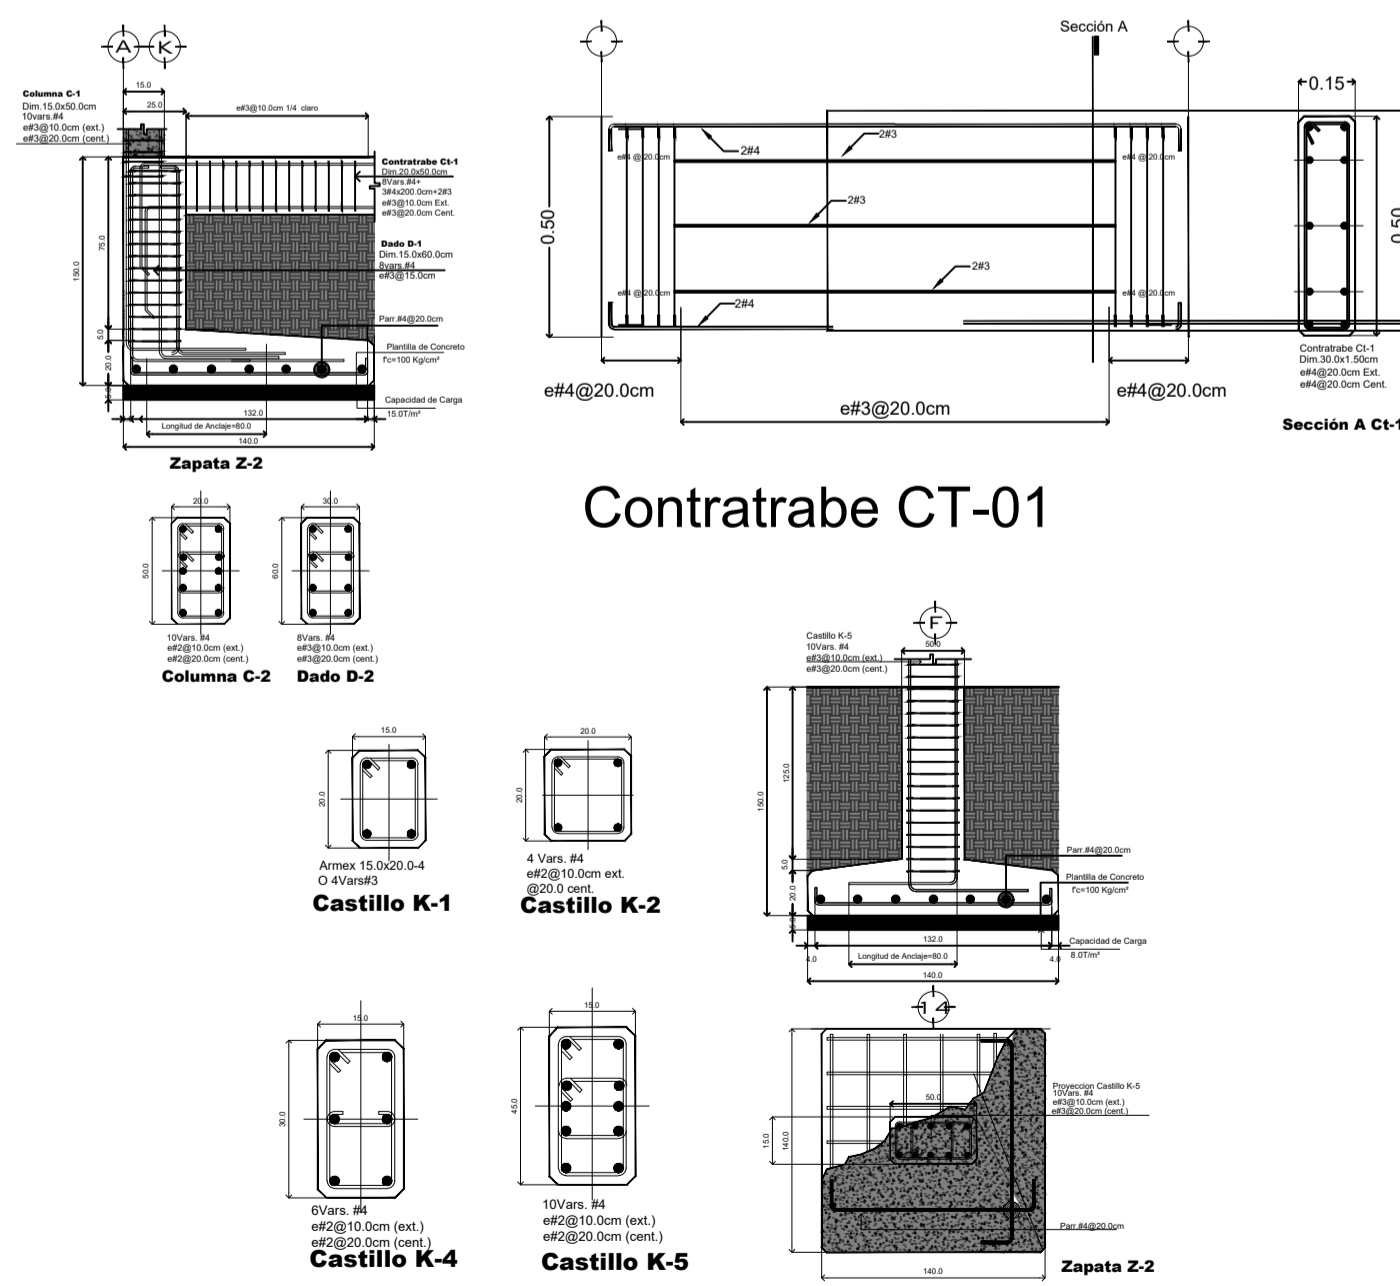 A K
15.0
Columna C-1
Dim.15.0x50.0cm
10vars.#4
e#3@10.0cm (ext.)
e#3@20.0cm (cent.)
25.0
e#3@10.0cm 1/4 claro
Contratrabe Ct-1
Dim.20.0x50.0cm
8Vars.#4+
3#4x200.0cm+2#3
e#3@10.0cm Ext.
e#3@20.0cm Cent.
Dado D-1
Dim.15.0x60.0cm
8vars.#4
e#3@15.0cm
75.0
150.0
5.0
20.0
Parr.#4@20.0cm
Plantilla de Concreto
f'c=100 Kg/cm²
Capacidad de Carga
15.0T/m²
132.0
Longitud de Anclaje=80.0
140.0
Zapata Z-2
Sección A
0.50
e#4 @ 20.0cm
2#4
2#3
e#4 @ 20.0cm
2#3
2#3
e#4 @ 20.0cm
2#4
e#4 @ 20.0cm
e#4@20.0cm
e#3@20.0cm
e#4@20.0cm
0.15
0.50
Contratrabe Ct-1
Dim.30.0x1.50cm
e#4@20.0cm Ext.
e#4@20.0cm Cent.
Sección A Ct-1
Contratrabe CT-01
20.0
50.0
10Vars. #4
e#2@10.0cm (ext.)
e#2@20.0cm (cent.)
Columna C-2
30.0
60.0
8Vars. #4
e#3@10.0cm (ext.)
e#3@20.0cm (cent.)
Dado D-2
15.0
20.0
Armex 15.0x20.0-4
O 4Vars#3
Castillo K-1
20.0
20.0
4 Vars. #4
e#2@10.0cm ext.
@20.0 cent.
Castillo K-2
F
50.0
Castillo K-5
10Vars. #4
e#3@10.0cm (ext.)
e#3@20.0cm (cent.)
125.0
150.0
5.0
20.0
Parr.#4@20.0cm
Plantilla de Concreto
f'c=100 Kg/cm²
Capacidad de Carga
8.0T/m²
132.0
4.0
4.0
Longitud de Anclaje=80.0
140.0
15.0
30.0
6Vars. #4
e#2@10.0cm (ext.)
e#2@20.0cm (cent.)
Castillo K-4
15.0
45.0
10Vars. #4
e#2@10.0cm (ext.)
e#2@20.0cm (cent.)
Castillo K-5
14
50.0
15.0
140.0
Proyeccion Castillo K-5
10Vars. #4
e#3@10.0cm (ext.)
e#3@20.0cm (cent.)
Parr.#4@20.0cm
140.0
Zapata Z-2